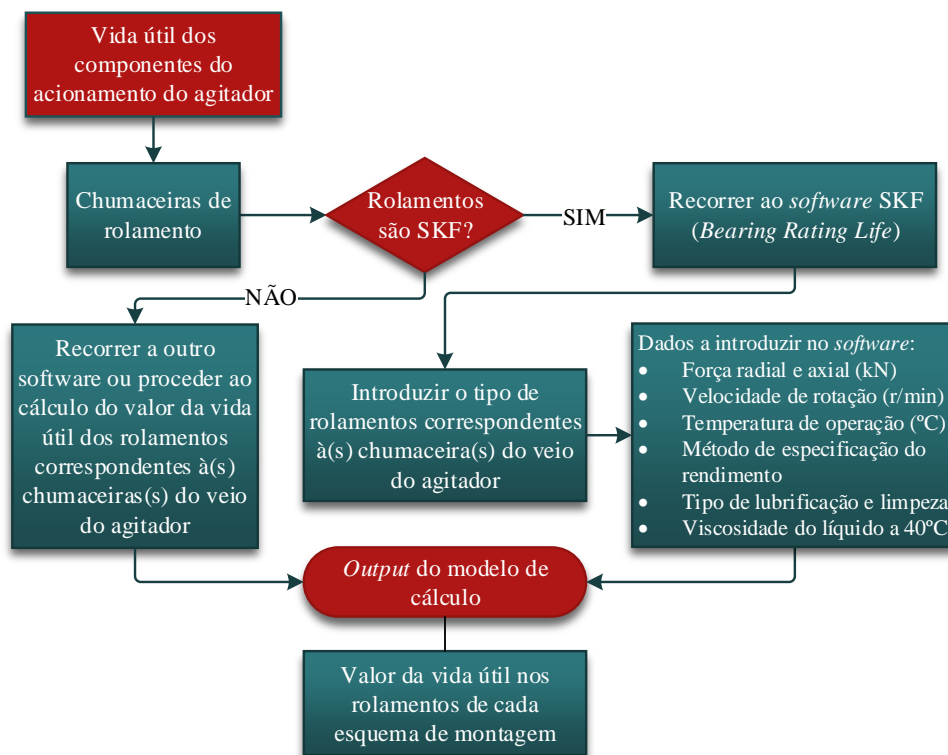 Vida útil dos
componentes do
acionamento do agitador
Chumaceiras de
rolamento
Rolamentos
são SKF?
SIM
Recorrer ao software SKF
(Bearing Rating Life)
NÃO
Recorrer a outro
software ou proceder ao
cálculo do valor da vida
útil dos rolamentos
correspondentes à(s)
chumaceiras(s) do veio
do agitador
Introduzir o tipo de
rolamentos correspondentes
à(s) chumaceira(s) do veio
do agitador
Dados a introduzir no software:
• Força radial e axial (kN)
• Velocidade de rotação (r/min)
• Temperatura de operação (ºC)
• Método de especificação do
rendimento
• Tipo de lubrificação e limpeza
• Viscosidade do líquido a 40ºC
Output do modelo de
cálculo
Valor da vida útil nos
rolamentos de cada
esquema de montagem